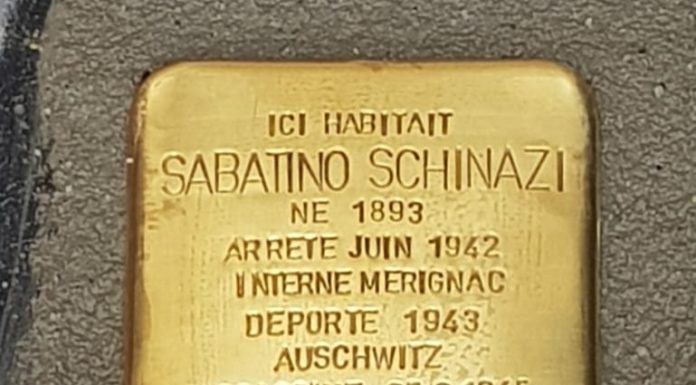 ICI HABITAIT
SABATINO SCHINAZI
NE 1893
ARRETE JUIN 1942
INTERNE MERIGNAC
DEPORTE 1943
AUSCHWITZ